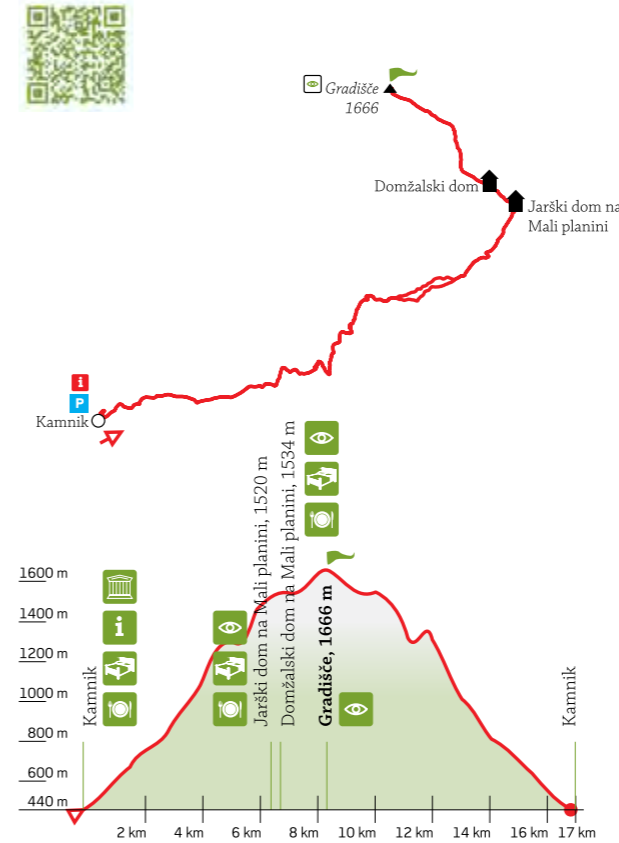 Gradišče
1666
Domžalski dom
Jarški dom na
Mali planini
i
P
Kamnik
1600 m
1400 m
1200 m
1000 m
800 m
600 m
440 m
Kamnik
i
Jarški dom na Mali planini, 1520 m
Domžalski dom na Mali planini, 1534 m
Gradišče, 1666 m
Kamnik
2 km
4 km
6 km
8 km
10 km
12 km
14 km
16 km
17 km